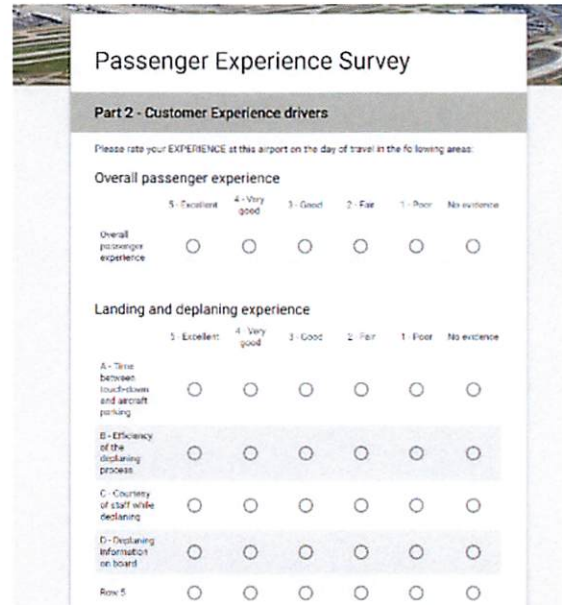 Passenger Experience Survey
Part 2 - Customer Experience drivers
Please rate your EXPERIENCE at this airport on the day of travel in the following areas:
Overall passenger experience
5 - Excellent 4 - Very good 3 - Good 2 - Fair 1 - Poor No evidence
Overall
passenger
experience
Landing and deplaning experience
5 - Excellent 4 - Very good 3 - Good 2 - Fair 1 - Poor No evidence
A - Time
between
touch-down
and aircraft
parking
B - Efficiency
of the
deplaning
process
C - Courtesy
of staff while
deplaning
D - Deplaning
information
on board
Row 5